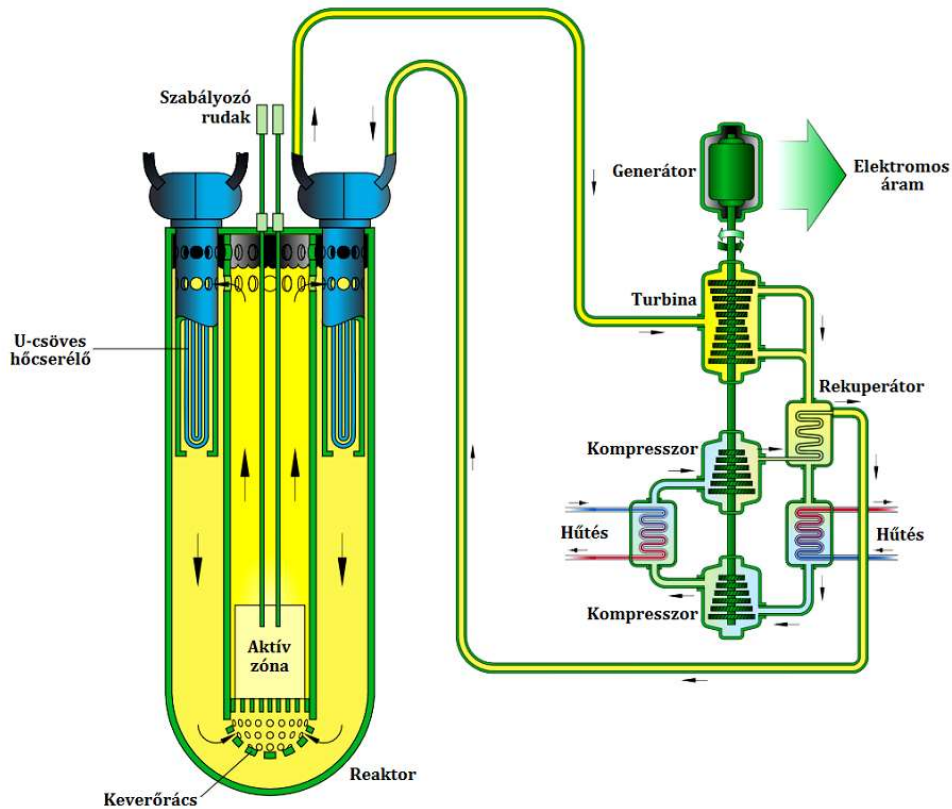 Szabályozó
rudak
Generátor
Elektromos
áram
Turbina
U-csöves
hőcserélő
Rekuperátor
Kompresszor
Hűtés
Hűtés
Kompresszor
Aktív
zóna
Reaktor
Keverőrács